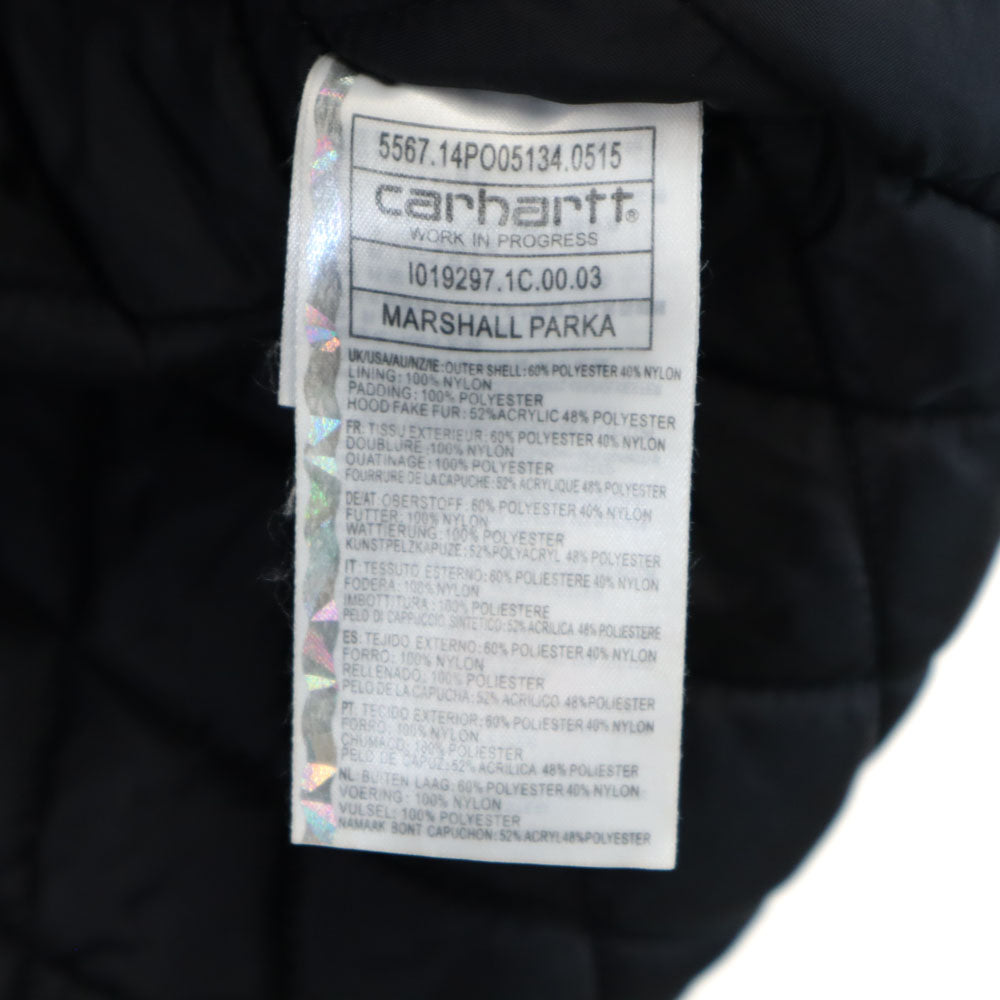 5567.14PO05134.0515
carhartt®
WORK IN PROGRESS
I019297.1C.00.03
MARSHALL PARKA
UK/USA/AU/NZ/IE: OUTER SHELL: 60% POLYESTER 40% NYLON
LINING: 100% NYLON
PADDING: 100% POLYESTER
HOOD FAKE FUR: 52%ACRYLIC 48% POLYESTER
FR: TISSU EXTERIEUR: 60% POLYESTER 40% NYLON
DOUBLURE: 100% NYLON
OUATINAGE: 100% POLYESTER
FOURRURE DE LA CAPUCHE: 52% ACRYLIQUE 48% POLYESTER
DE/AT: OBERSTOFF: 60% POLYESTER 40% NYLON
FUTTER: 100% NYLON
WATTIERUNG: 100% POLYESTER
KUNSTPELZKAPUZE: 52%POLYACRYL 48% POLYESTER
IT: TESSUTO ESTERNO: 60% POLIESTERE 40% NYLON
FODERA: 100% NYLON
IMBOTTITURA: 100% POLIESTERE
PELO DI CAPPUCCIO SINTETICO: 52% ACRILICA 48% POLIESTERE
ES: TEJIDO EXTERNO: 60% POLIESTER 40% NYLON
FORRO: 100% NYLON
RELLENADO: 100% POLIESTER
PELO DE LA CAPUCHA: 52% ACRILICO 48%POLIESTER
PT: TECIDO EXTERIOR: 60% POLIESTER 40% NYLON
FORRO: 100% NYLON
CHUMACO: 100% POLIESTER
PELO DE CAPUZ: 52% ACRILICA 48% POLIESTER
NL: BUITEN LAAG: 60% POLYESTER 40% NYLON
VOERING: 100% NYLON
VULSEL: 100% POLYESTER
NAMAAK BONT CAPUCHON: 52% ACRYL48%POLYESTER